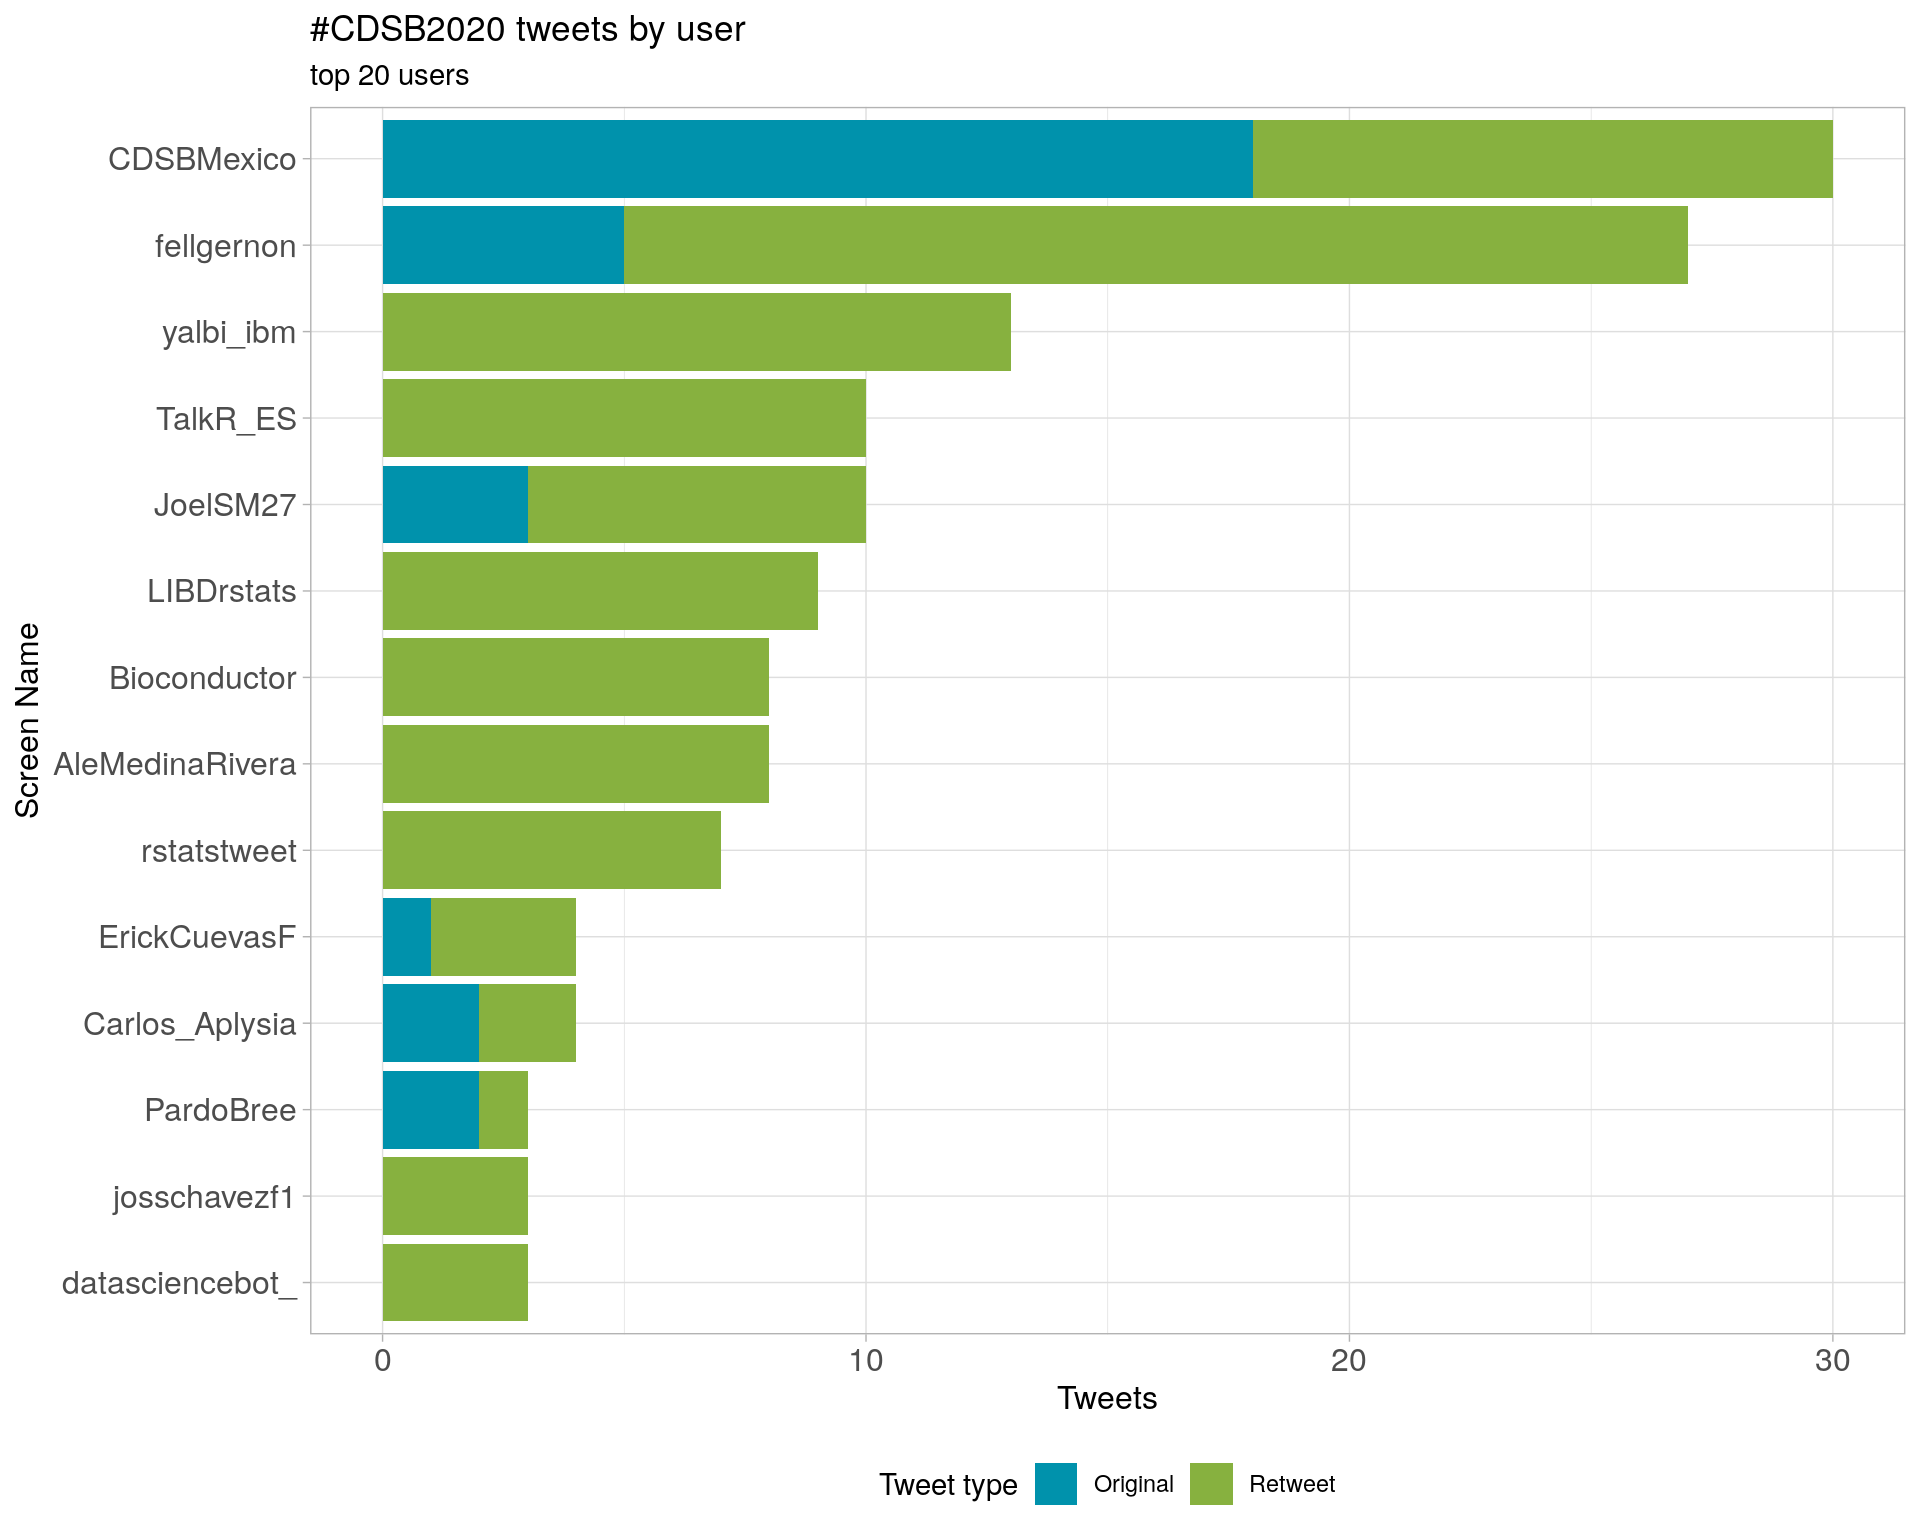 #CDSB2020 tweets by user
top 20 users
Screen Name
CDSBMexico
fellgernon
yalbi_ibm
TalkR_ES
JoelSM27
LIBDrstats
Bioconductor
AleMedinaRivera
rstatstweet
ErickCuevasF
Carlos_Aplysia
PardoBree
josschavezf1
datasciencebot_
0 10 20 30
Tweets
Tweet type Original Retweet